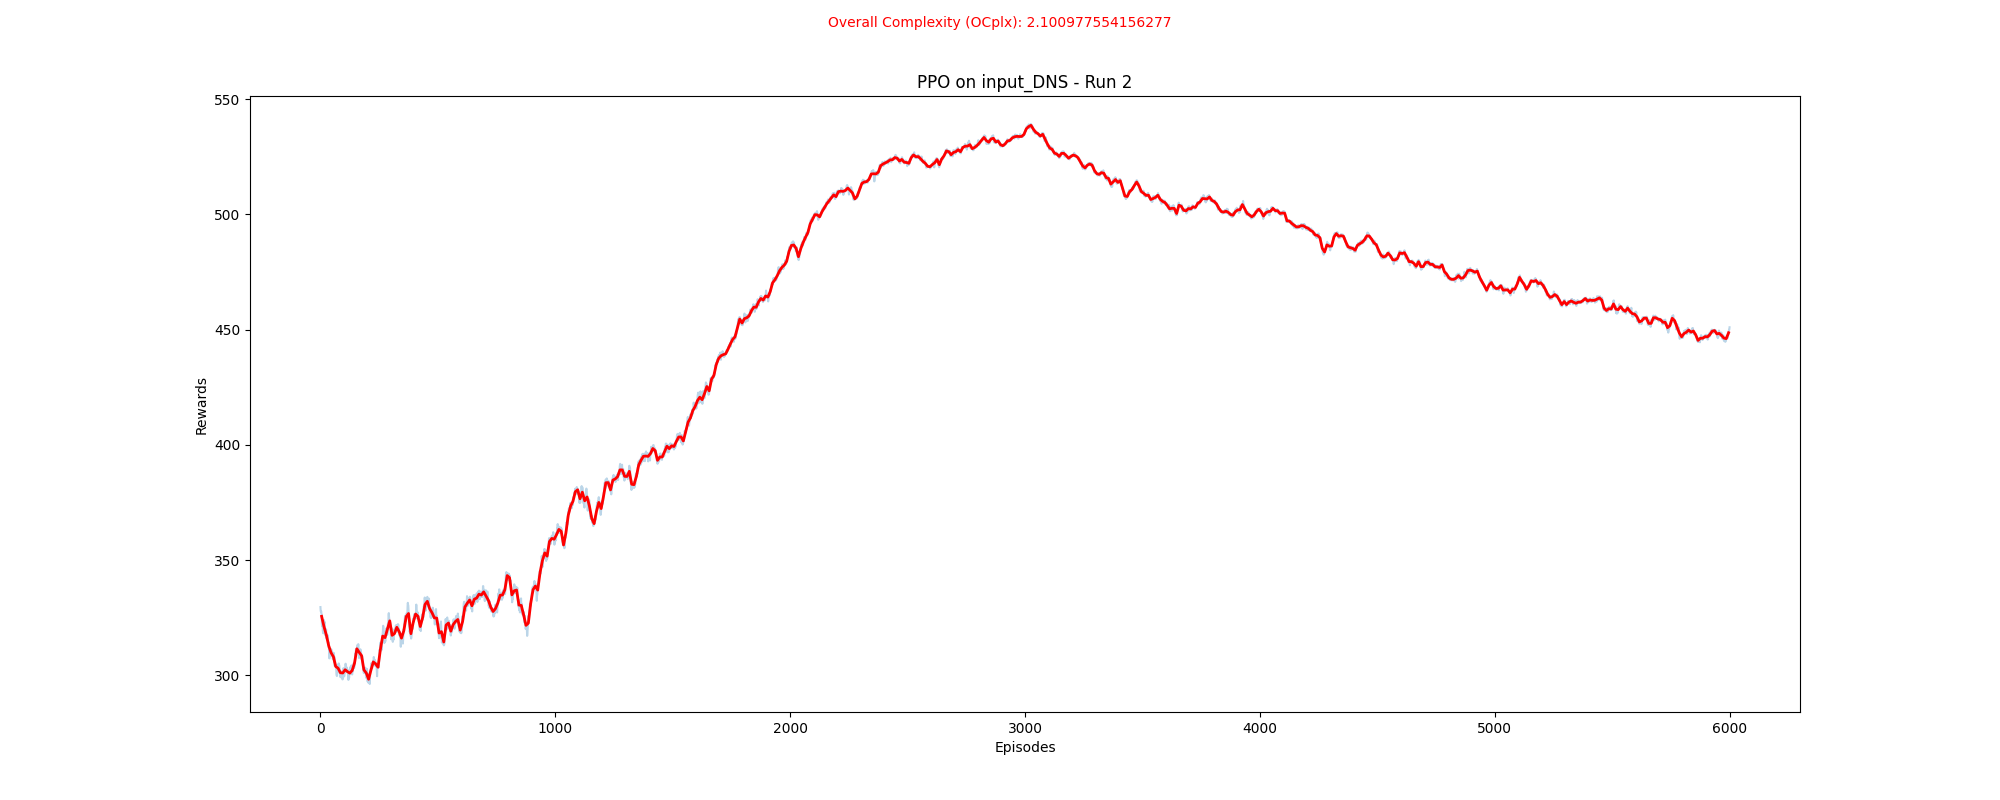 Overall Complexity (OCplx): 2.100977554156277
PPO on input_DNS - Run 2
550
500
450
400
350
300
Rewards
0 1000 2000 3000 4000 5000 6000
Episodes